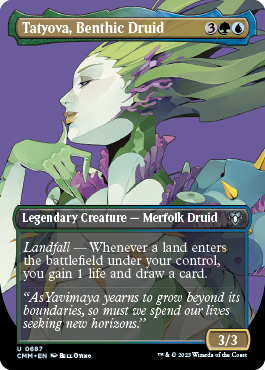 Tatyova, Benthic Druid 3
Legendary Creature — Merfolk Druid
Landfall — Whenever a land enters
the battlefield under your control,
you gain 1 life and draw a card.
“As Yavimaya yearns to grow beyond its
boundaries, so must we spend our lives
seeking new horizons.”
3/3
U 0687
CMM • EN Bell Oyao
™ & © 2023 Wizards of the Coast